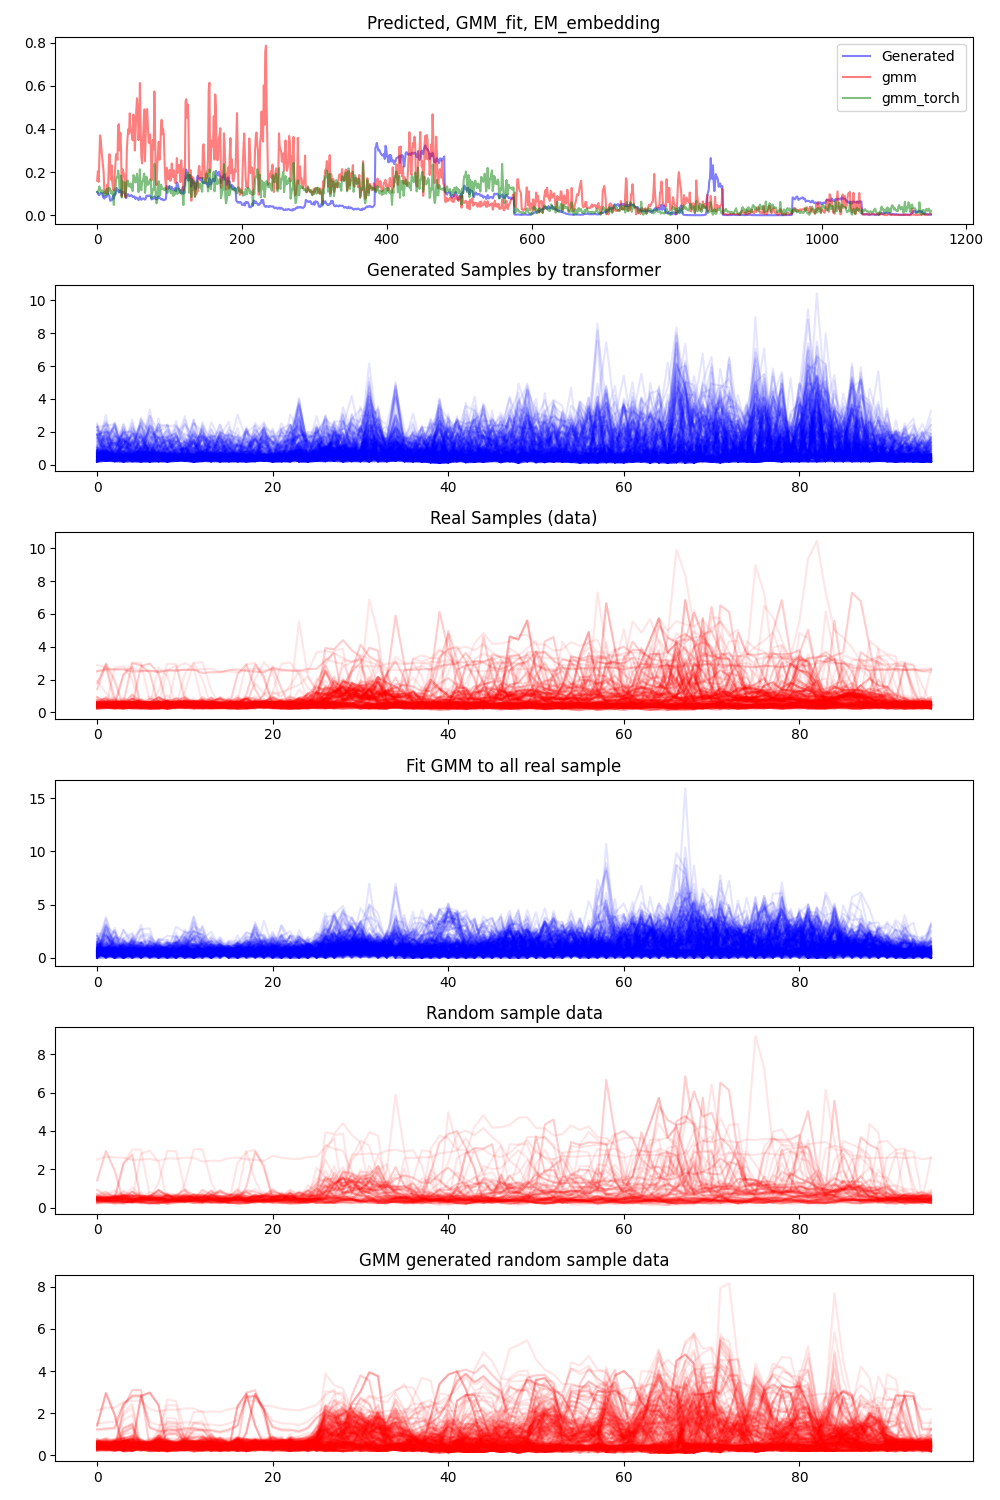 Predicted, GMM_fit, EM_embedding
0.8
0.6
0.4
0.2
0.0
Generated
gmm
gmm_torch
0 200 400 600 800 1000 1200
Generated Samples by transformer
10
8
6
4
2
0
0 20 40 60 80
Real Samples (data)
10
8
6
4
2
0
0 20 40 60 80
Fit GMM to all real sample
15
10
5
0
0 20 40 60 80
Random sample data
8
6
4
2
0
0 20 40 60 80
GMM generated random sample data
8
6
4
2
0
0 20 40 60 80